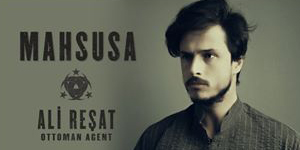 MAHSUSA
ALİ REŞAT
OTTOMAN AGENT